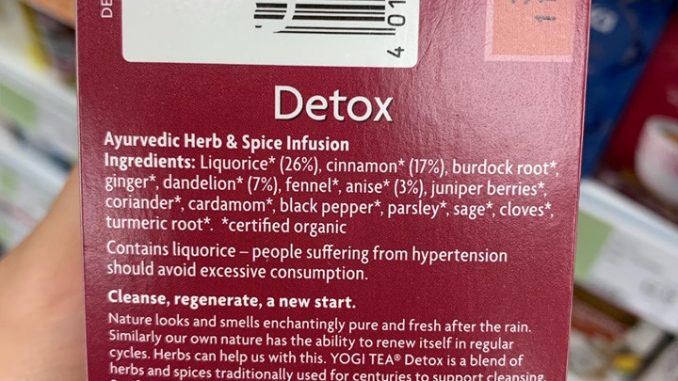 DE
4 01
11
Detox
Ayurvedic Herb & Spice Infusion
Ingredients: Liquorice* (26%), cinnamon* (17%), burdock root*,
ginger*, dandelion* (7%), fennel*, anise* (3%), juniper berries*,
coriander*, cardamom*, black pepper*, parsley*, sage*, cloves*,
turmeric root*. *certified organic
Contains liquorice – people suffering from hypertension
should avoid excessive consumption.
Cleanse, regenerate, a new start.
Nature looks and smells enchantingly pure and fresh after the rain.
Similarly our own nature has the ability to renew itself in regular
cycles. Herbs can help us with this. YOGI TEA® Detox is a blend of
herbs and spices traditionally used for centuries to support cleansing